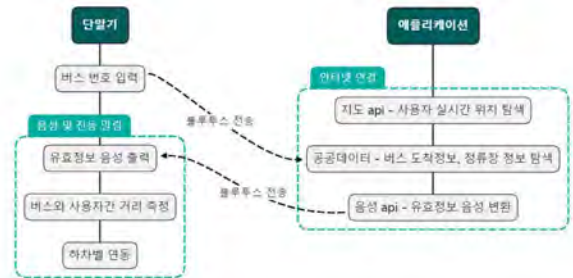 단말기
애플리케이션
버스 번호 입력
인터넷 연결
블루투스 전송
지도 api - 사용자 실시간 위치 탐색
음성 및 진동 알림
유효정보 음성 출력
공공데이터 - 버스 도착정보, 정류장 정보 탐색
블루투스 전송
버스와 사용자간 거리 측정
음성 api - 유효정보 음성 변환
하차벨 연동